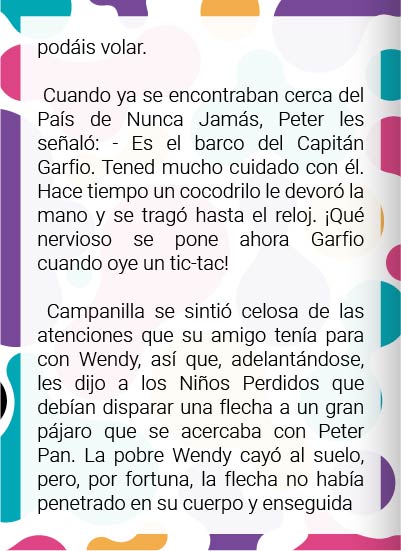 podáis volar.
Cuando ya se encontraban cerca del
País de Nunca Jamás, Peter les
señaló: - Es el barco del Capitán
Garfio. Tened mucho cuidado con él.
Hace tiempo un cocodrilo le devoró la
mano y se tragó hasta el reloj. ¡Qué
nervioso se pone ahora Garfio
cuando oye un tic-tac!
Campanilla se sintió celosa de las
atenciones que su amigo tenía para
con Wendy, así que, adelantándose,
les dijo a los Niños Perdidos que
debían disparar una flecha a un gran
pájaro que se acercaba con Peter
Pan. La pobre Wendy cayó al suelo,
pero, por fortuna, la flecha no había
penetrado en su cuerpo y enseguida